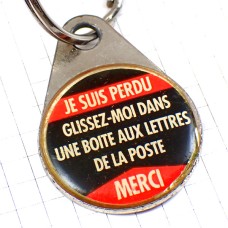 JE SUIS PERDU
GLISSEZ-MOI DANS
UNE BOITE AUX LETTRES
DE LA POSTE
MERCI